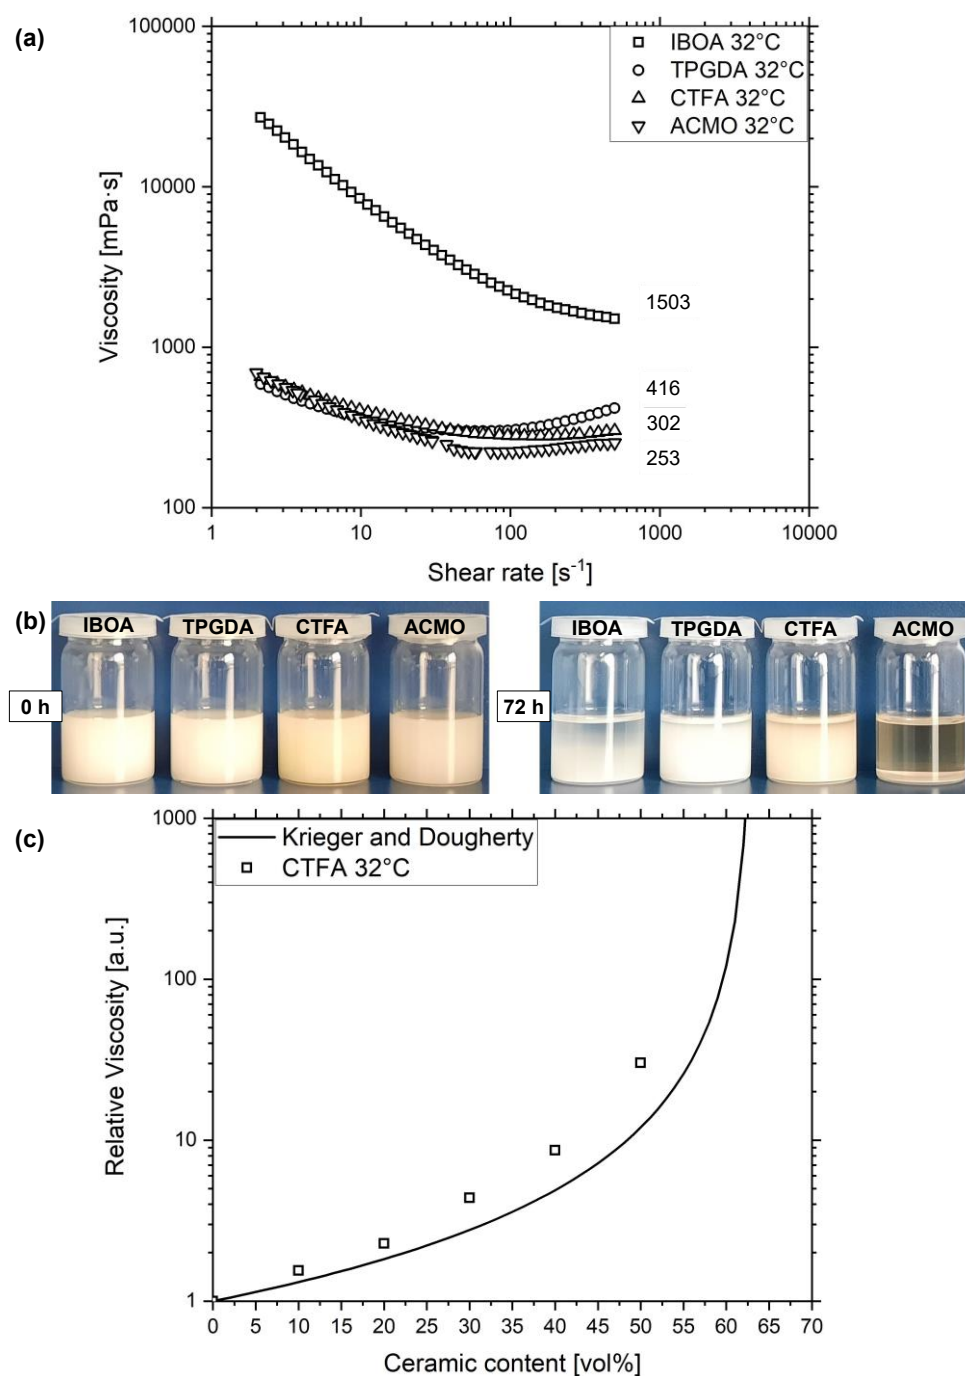 (a)
100000
10000
1000
100
Viscosity [mPa·s]
IBOA 32°C
TPGDA 32°C
CTFA 32°C
ACMO 32°C
1503
416
302
253
1 10 100 1000 10000
Shear rate [s⁻¹]
(b)
IBOA TPGDA CTFA ACMO
0 h
IBOA TPGDA CTFA ACMO
72 h
(c)
1000
100
10
1
Relative Viscosity [a.u.]
Krieger and Dougherty
CTFA 32°C
0 5 10 15 20 25 30 35 40 45 50 55 60 65 70
Ceramic content [vol%]